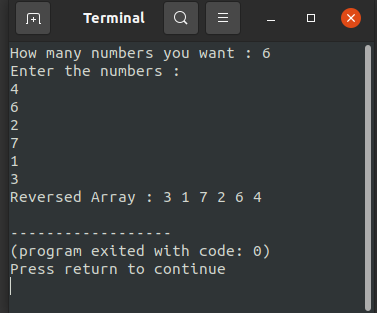 Terminal
How many numbers you want : 6
Enter the numbers :
4
6
2
7
1
3
Reversed Array : 3 1 7 2 6 4
------------------
(program exited with code: 0)
Press return to continue